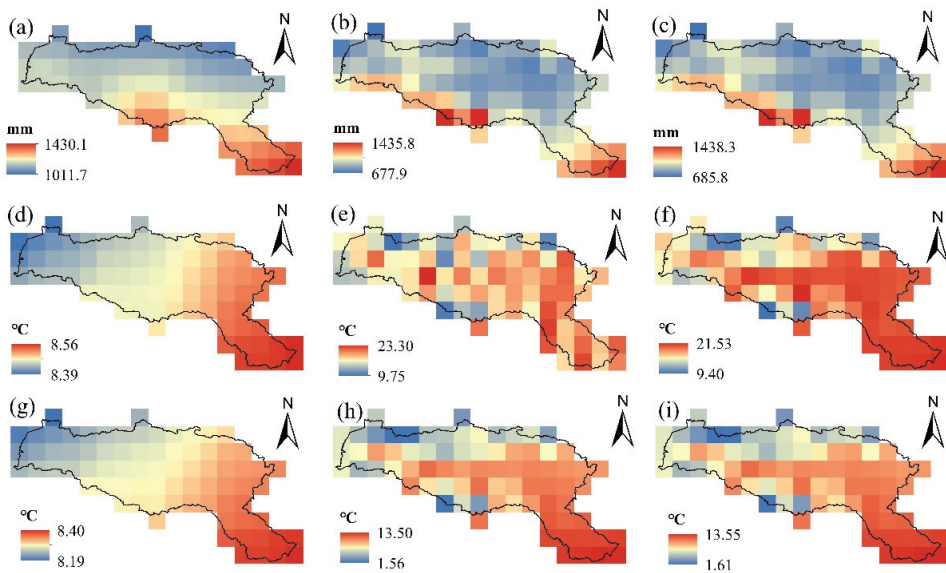 (a) N
mm
1430.1
1011.7
(b) N
mm
1435.8
677.9
(c) N
mm
1438.3
685.8
(d) N
°C
8.56
8.39
(e) N
°C
23.30
9.75
(f) N
°C
21.53
9.40
(g) N
°C
8.40
8.19
(h) N
°C
13.50
1.56
(i) N
°C
13.55
1.61